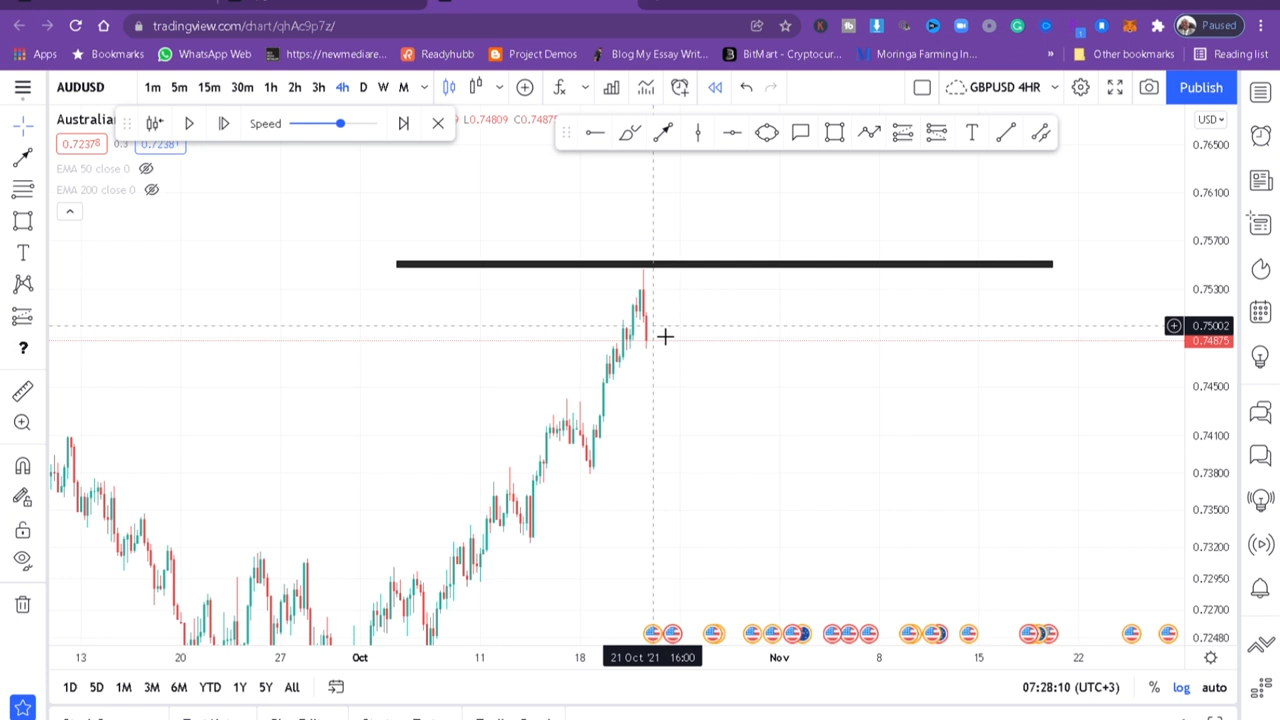 tradingview.com/chart/qhAc9p7z/
Paused
Apps
Bookmarks
WhatsApp Web
https://newmediare...
Readyhubb
Project Demos
Blog My Essay Writ...
BitMart - Cryptocur...
Moringa Farming In...
»
Other bookmarks
Reading list
AUDUSD
1m 5m 15m 30m 1h 2h 3h 4h D W M
GBPUSD 4HR
Publish
Australia
Speed
L0.74809
USD
0.72378
0.3
EMA 50 close 0
EMA 200 close 0
0.76500
0.76100
0.75700
0.75300
0.75002
0.74875
0.74500
0.74100
0.73800
0.73500
0.73200
0.72950
0.72700
0.72480
13 20 27 Oct 11 18 21 Oct '21 16:00 Nov 8 15 22
1D 5D 1M 3M 6M YTD 1Y 5Y All
07:28:10 (UTC+3)
% log auto